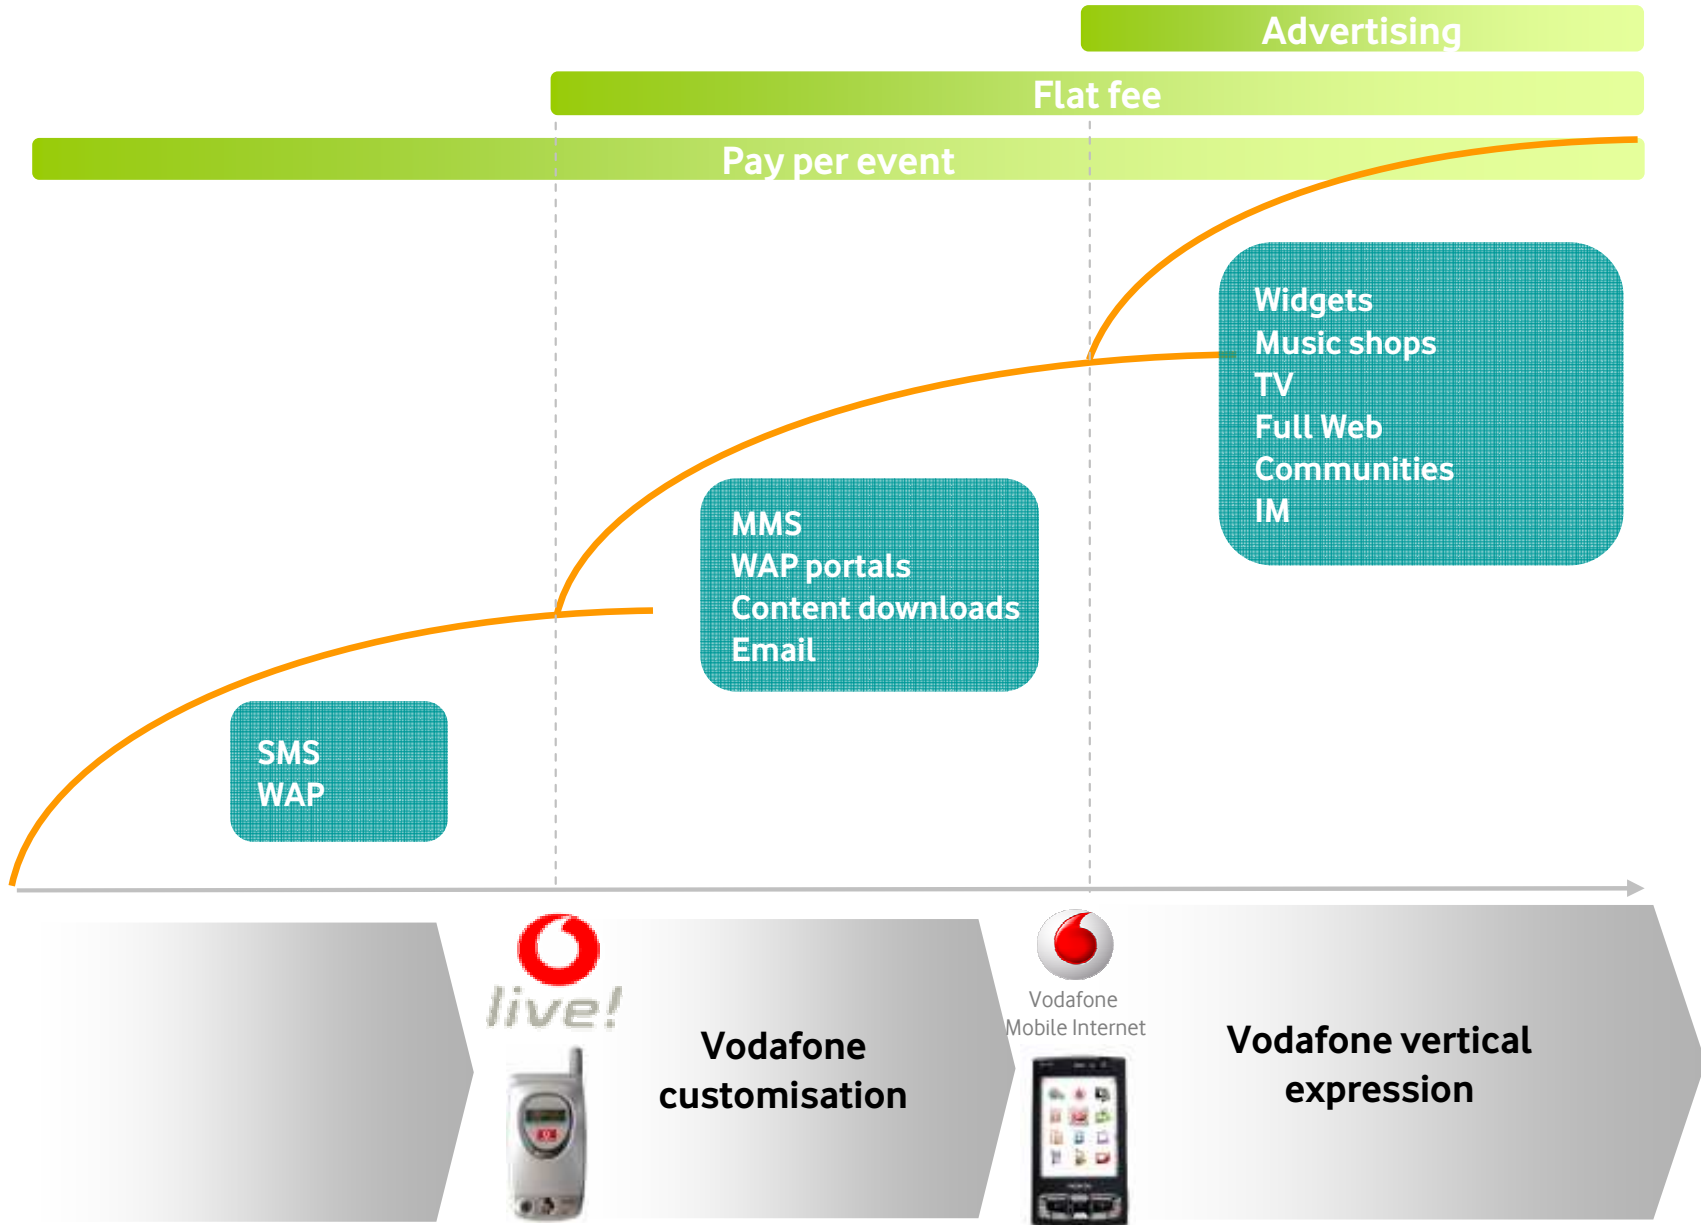 Advertising
Flat fee
Pay per event
Widgets
Music shops
TV
Full Web
Communities
IM
MMS
WAP portals
Content downloads
Email
SMS
WAP
live!
Vodafone
customisation
Vodafone
Mobile Internet
Vodafone vertical
expression
NOKIA